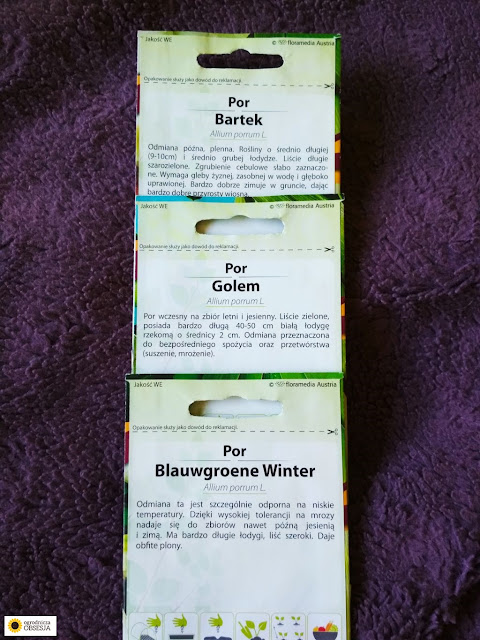 Jakość WE
© floramedia Austria
Opakowanie służy jako dowód do reklamacji.
Por
Bartek
Allium porrum L.
Odmiana późna, plenna. Rośliny o średnio długiej
(9-10cm) i średnio grubej łodydze. Liście długie
szarozielone. Zgrubienie cebulowe słabo zaznaczo-
ne. Wymaga gleby żyznej, zasobnej w wodę i głęboko
uprawionej. Bardzo dobrze zimuje w gruncie, dając
bardzo dobre przyrosty wiosną.
Jakość WE
© floramedia Austria
Opakowanie służy jako dowód do reklamacji.
Por
Golem
Allium porrum L.
Por wczesny na zbiór letni i jesienny. Liście zielone,
posiada bardzo długą 40-50 cm białą łodygę
rzekomą o średnicy 2 cm. Odmiana przeznaczona
do bezpośredniego spożycia oraz przetwórstwa
(suszenie, mrożenie).
Jakość WE
© floramedia Austria
Opakowanie służy jako dowód do reklamacji.
Por
Blauwgroene Winter
Allium porrum L.
Odmiana ta jest szczególnie odporna na niskie
temperatury. Dzięki wysokiej tolerancji na mrozy
nadaje się do zbiorów nawet późną jesienią
i zimą. Ma bardzo długie łodygi, liść szeroki. Daje
obfite plony.
ogrodnicza
OBSESJA